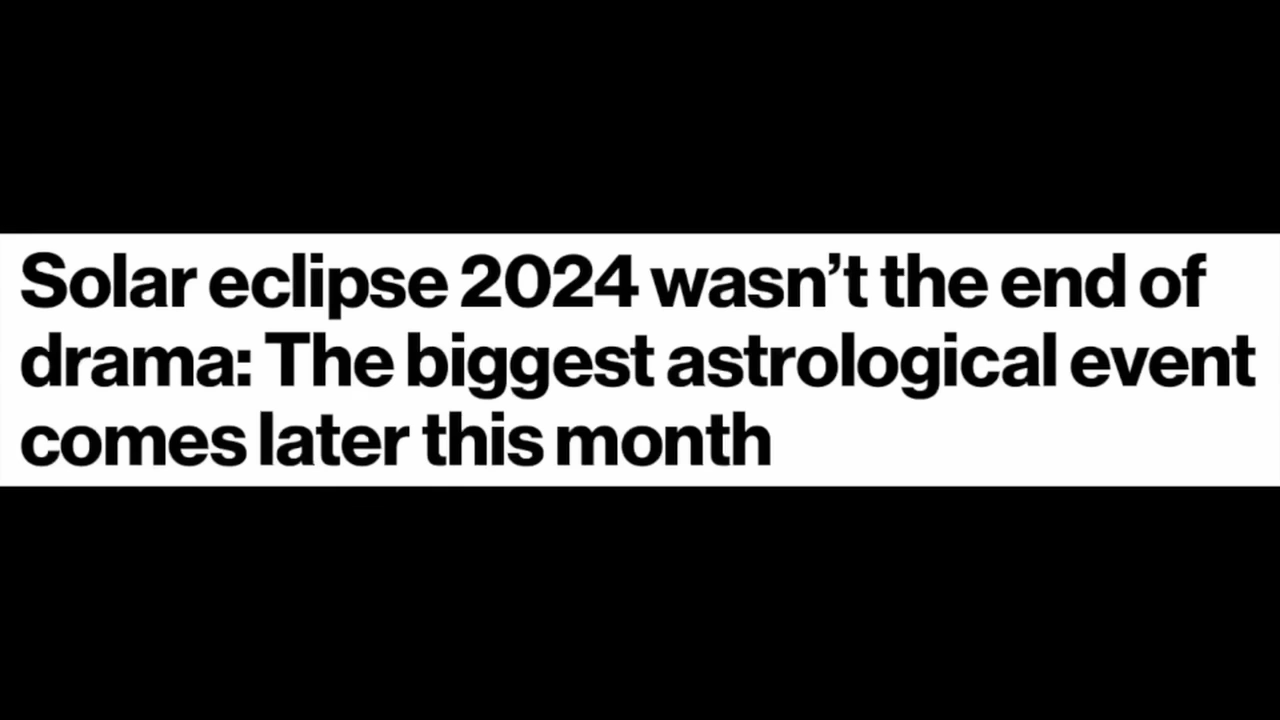 Solar eclipse 2024 wasn’t the end of
drama: The biggest astrological event
comes later this month